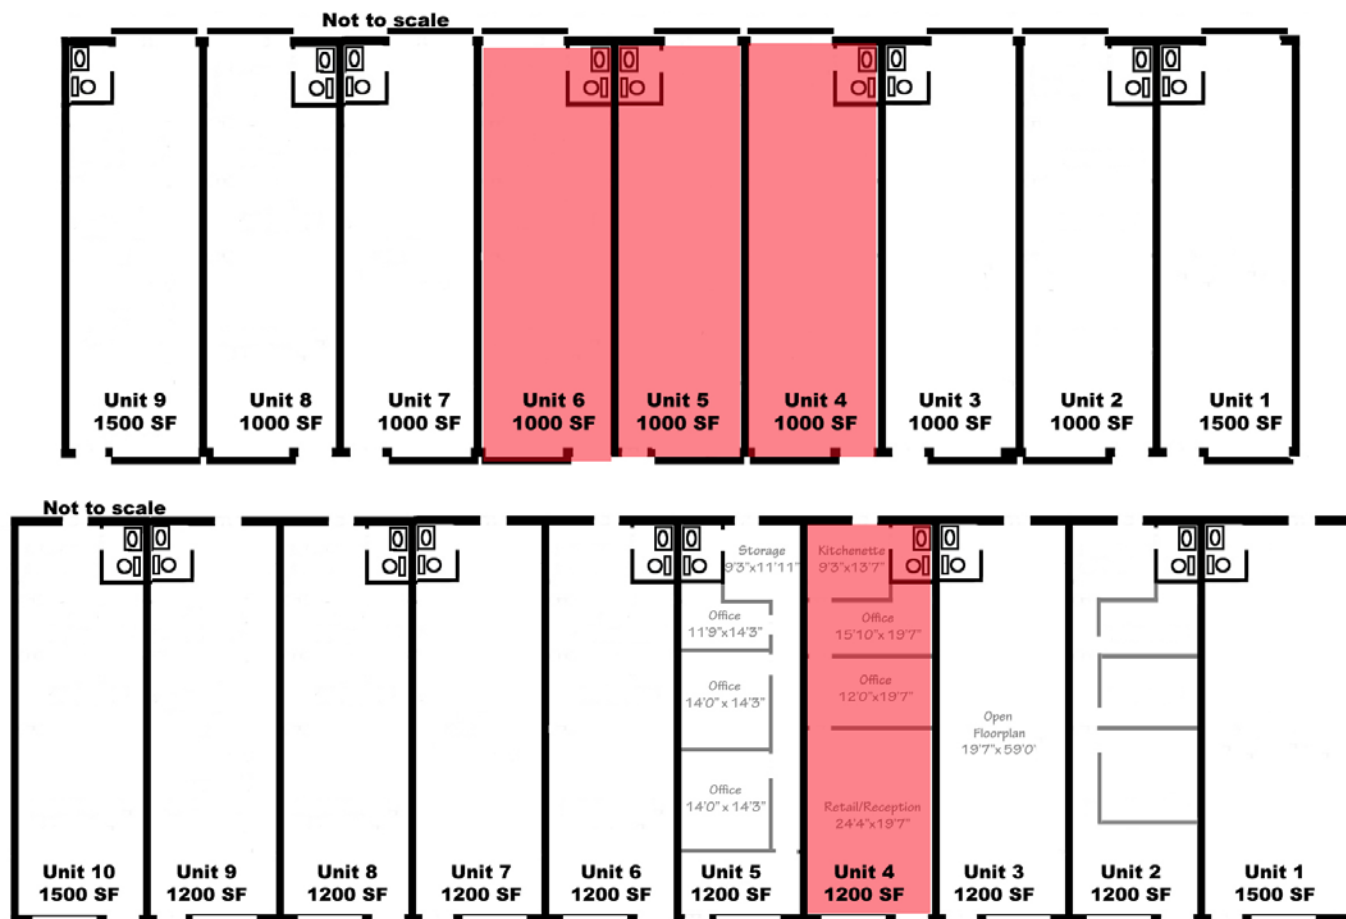 Not to scale
Unit 9
1500 SF
Unit 8
1000 SF
Unit 7
1000 SF
Unit 6
1000 SF
Unit 5
1000 SF
Unit 4
1000 SF
Unit 3
1000 SF
Unit 2
1000 SF
Unit 1
1500 SF
Not to scale
Storage
9'3"x11'11"
Office
11'9"x14'3"
Office
14'0" x 14'3"
Office
14'0" x 14'3"
Kitchenette
9'3"x13'7"
Office
15'10"x 19'7"
Office
12'0"x19'7"
Retail/Reception
24'4"x19'7"
Open
Floorplan
19'7"x 59'0'
Unit 10
1500 SF
Unit 9
1200 SF
Unit 8
1200 SF
Unit 7
1200 SF
Unit 6
1200 SF
Unit 5
1200 SF
Unit 4
1200 SF
Unit 3
1200 SF
Unit 2
1200 SF
Unit 1
1500 SF